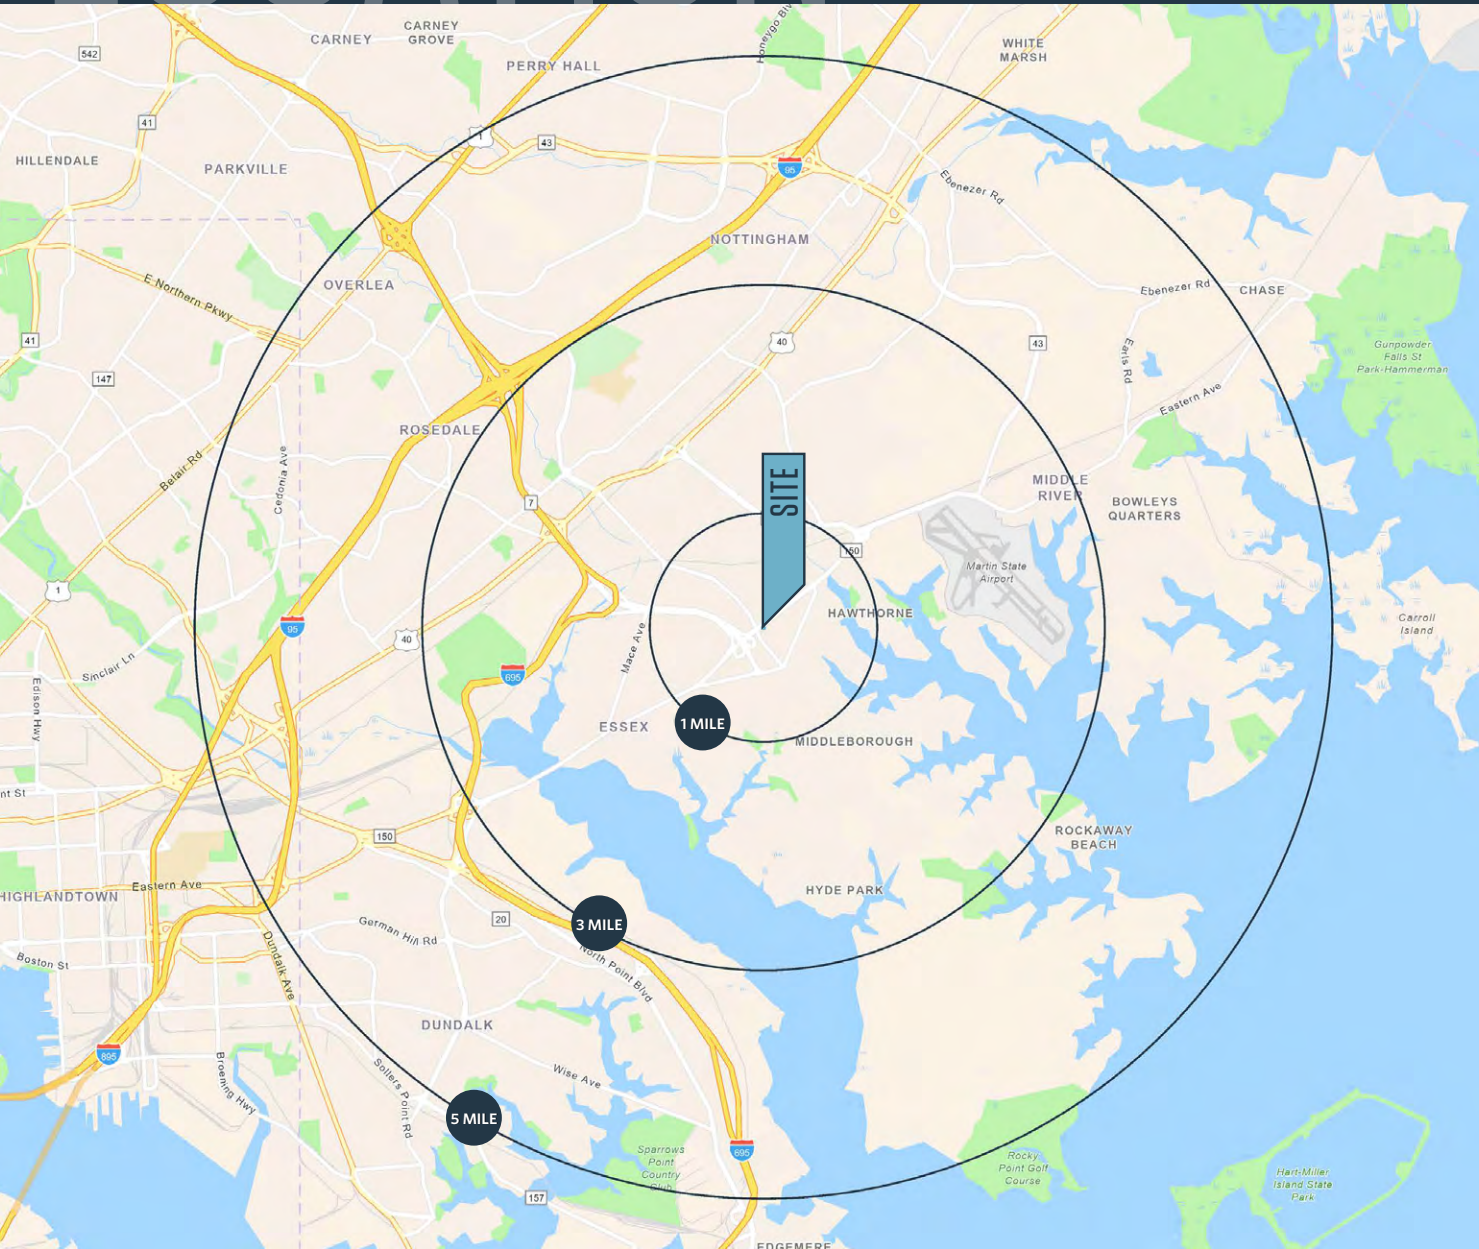 CARNEY
CARNEY
GROVE
WHITE
MARSH
Honeygo Blvd
542
PERRY HALL
41
1
43
HILLENDALE
PARKVILLE
95
Ebenezer Rd
NOTTINGHAM
OVERLEA
E Northern Pkwy
Ebenezer Rd
CHASE
41
40
43
Gunpowder
Falls St
Park-Hammerman
147
Earls Rd
Eastern Ave
ROSEDALE
Belair Rd
Cedonia Ave
SITE
MIDDLE
RIVER
BOWLEYS
QUARTERS
7
150
Martin State
Airport
1
HAWTHORNE
Carroll
Island
95
40
Mace Ave
Sinclair Ln
695
Edison Hwy
ESSEX
1 MILE
MIDDLEBOROUGH
nt St
150
ROCKAWAY
BEACH
Eastern Ave
HIGHLANDTOWN
HYDE PARK
20
3 MILE
German Hill Rd
Boston St
Dundalk Ave
North Point Blvd
DUNDALK
895
Broening Hwy
Sollers Point Rd
Wise Ave
5 MILE
695
Sparrows
Point
Country
Club
Rocky
Point Golf
Course
Hart-Miller
Island State
Park
157
EDGEMERE